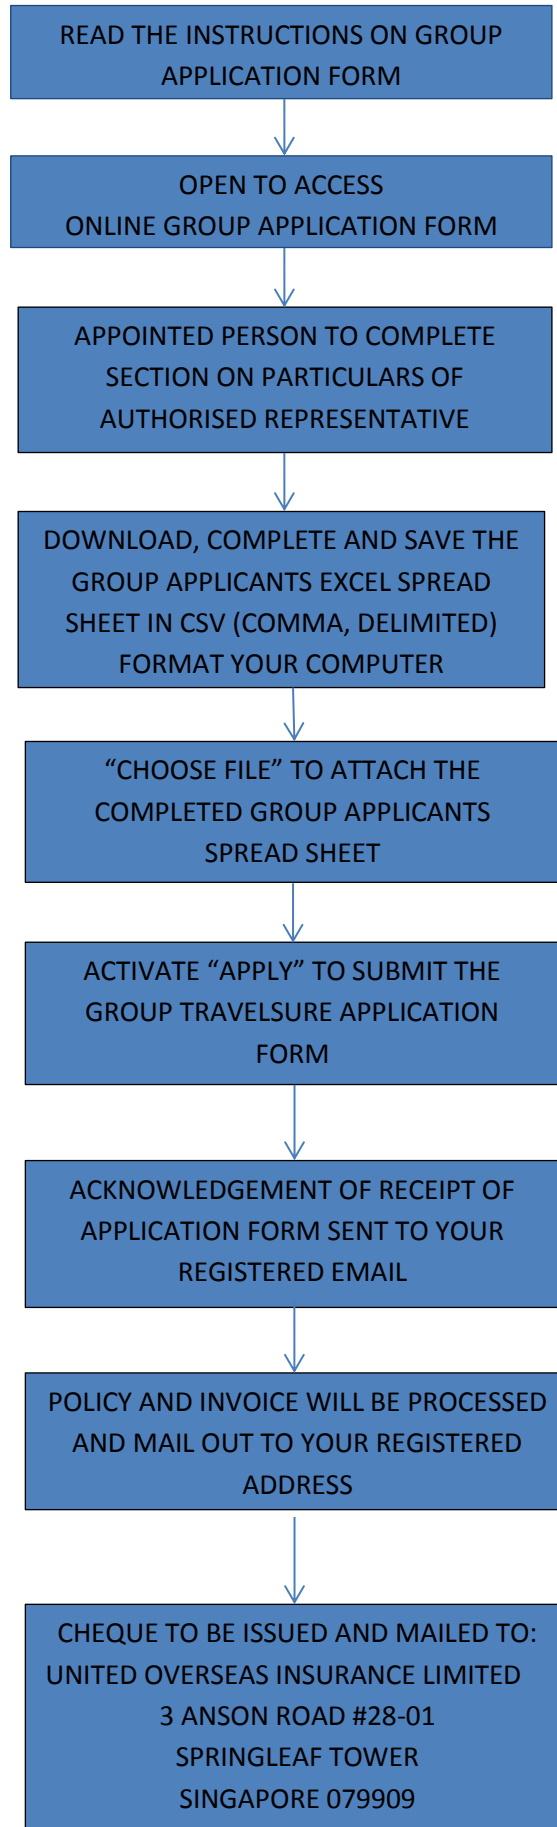 READ THE INSTRUCTIONS ON GROUP
APPLICATION FORM
OPEN TO ACCESS
ONLINE GROUP APPLICATION FORM
APPOINTED PERSON TO COMPLETE
SECTION ON PARTICULARS OF
AUTHORISED REPRESENTATIVE
DOWNLOAD, COMPLETE AND SAVE THE
GROUP APPLICANTS EXCEL SPREAD
SHEET IN CSV (COMMA, DELIMITED)
FORMAT YOUR COMPUTER
“CHOOSE FILE” TO ATTACH THE
COMPLETED GROUP APPLICANTS
SPREAD SHEET
ACTIVATE “APPLY” TO SUBMIT THE
GROUP TRAVELSURE APPLICATION
FORM
ACKNOWLEDGEMENT OF RECEIPT OF
APPLICATION FORM SENT TO YOUR
REGISTERED EMAIL
POLICY AND INVOICE WILL BE PROCESSED
AND MAIL OUT TO YOUR REGISTERED
ADDRESS
CHEQUE TO BE ISSUED AND MAILED TO:
UNITED OVERSEAS INSURANCE LIMITED
3 ANSON ROAD #28-01
SPRINGLEAF TOWER
SINGAPORE 079909